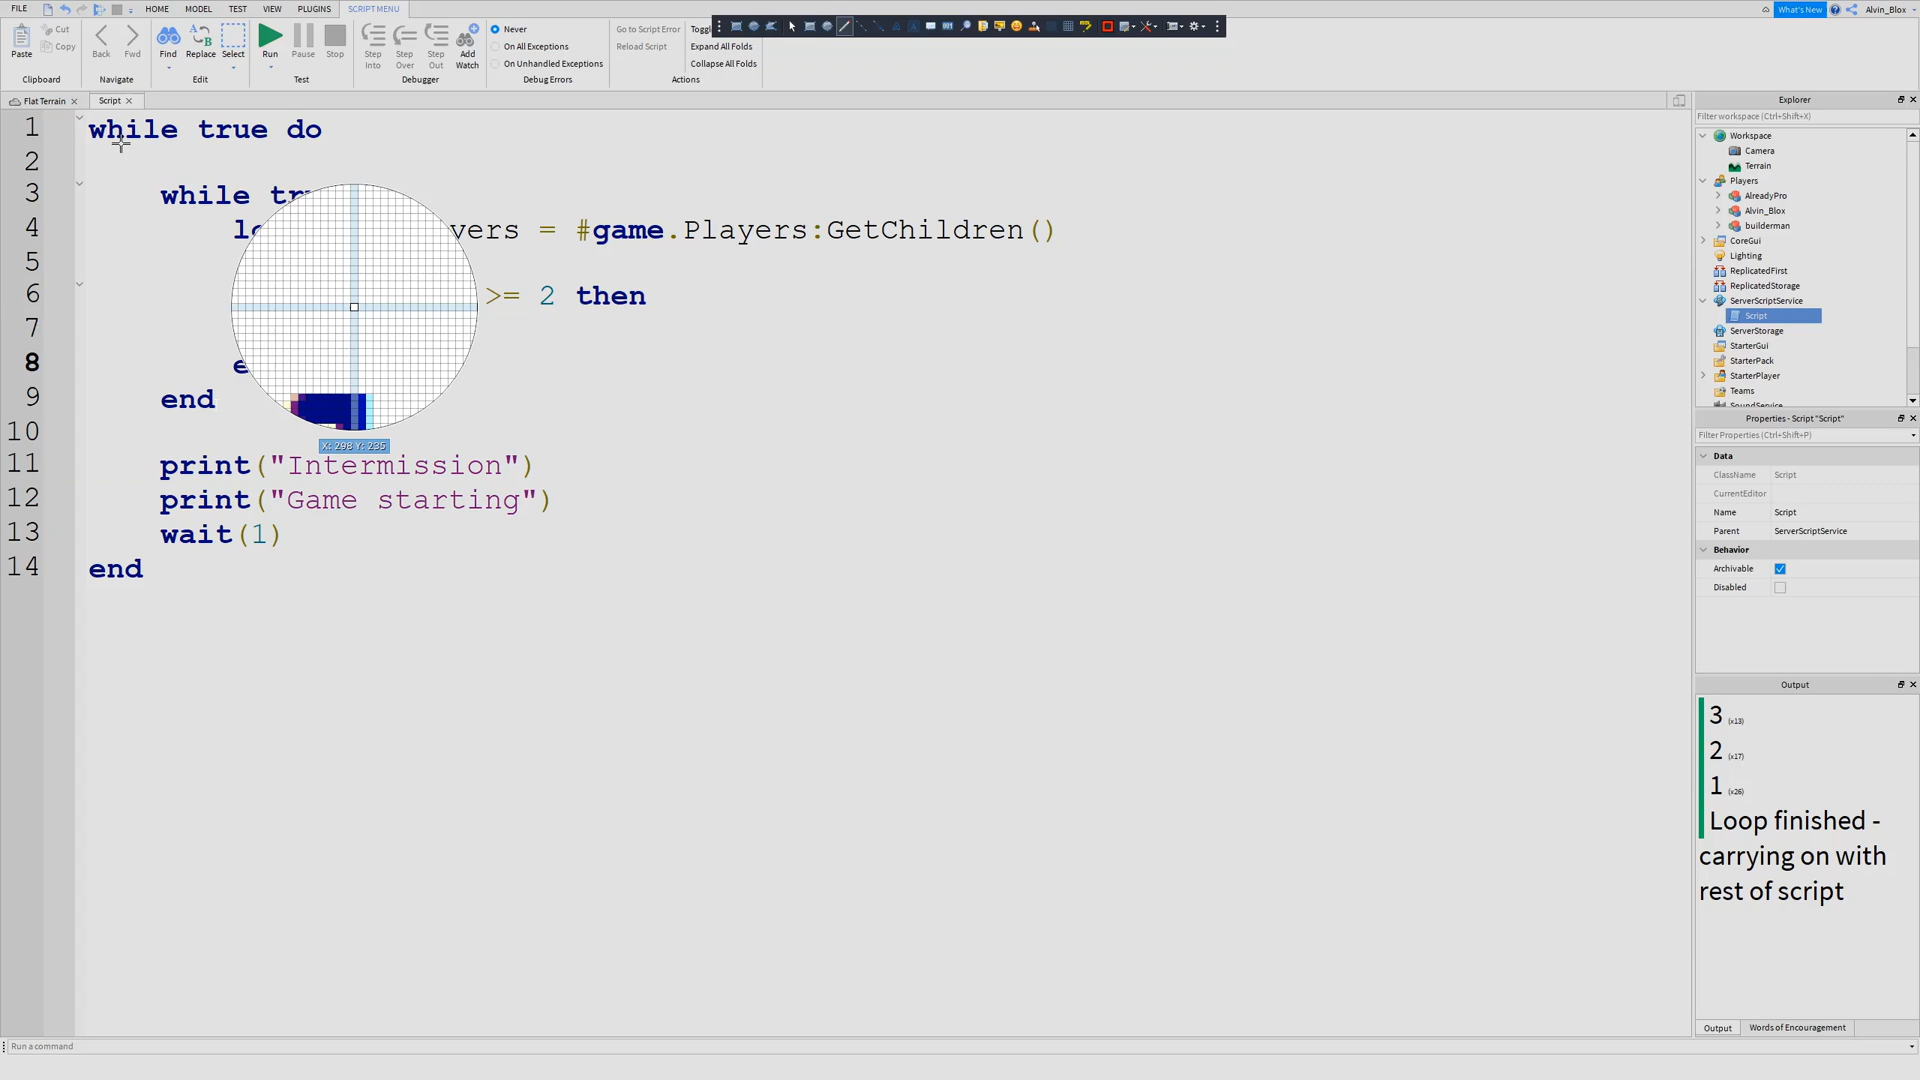 FILE HOME MODEL TEST VIEW PLUGINS SCRIPT MENU What's New Alvin_Blox
Paste Cut Copy Back Fwd Find Replace Select Run Pause Stop Step Into Step Over Step Out Add Watch
Never
On All Exceptions
On Unhandled Exceptions
Go to Script Error
Reload Script
Expand All Folds
Collapse All Folds
Clipboard Navigate Edit Test Debugger Debug Errors Actions
Flat Terrain Script
1 while true do
2
3 while
4 = #game.Players:GetChildren()
5
6 >= 2 then
7
8
9 end
10
11 print("Intermission")
12 print("Game starting")
13 wait(1)
14 end
X: 298 Y: 235
Explorer
Filter workspace (Ctrl+Shift+X)
Workspace
Camera
Terrain
Players
AlreadyPro
Alvin_Blox
builderman
CoreGui
Lighting
ReplicatedFirst
ReplicatedStorage
ServerScriptService
Script
ServerStorage
StarterGui
StarterPack
StarterPlayer
Teams
SoundService
Properties - Script "Script"
Filter Properties (Ctrl+Shift+P)
Data
ClassName Script
CurrentEditor
Name Script
Parent ServerScriptService
Behavior
Archivable
Disabled
Output
3 (x13)
2 (x17)
1 (x26)
Loop finished -
carrying on with
rest of script
Output Words of Encouragement
Run a command